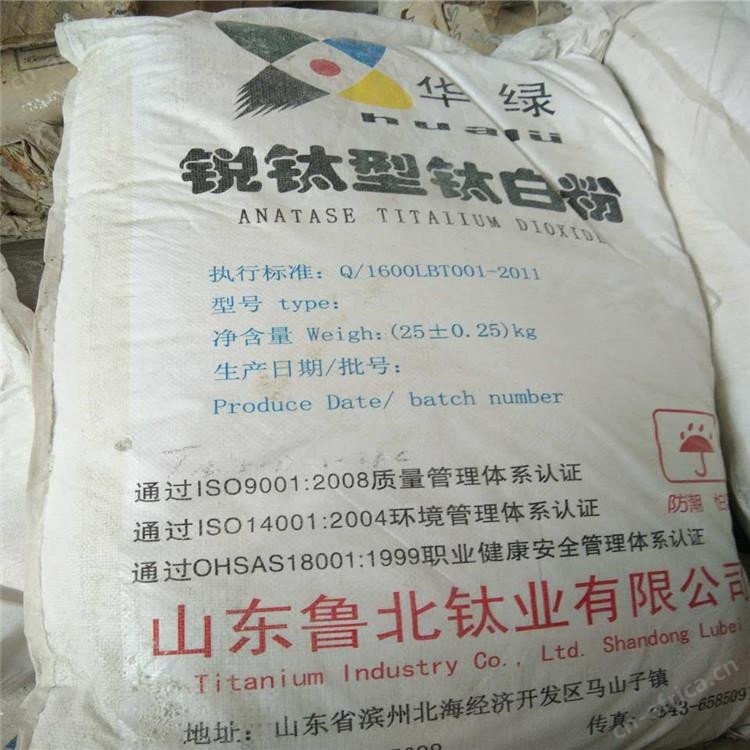 华绿
hualü
锐钛型钛白粉
ANATASE TITAIIUM DIOXIDE
执行标准：Q/1600LBT001-2011
型号 type：
净含量 Weigh:(25±0.25)kg
生产日期/批号：
Produce Date/ batch number
防潮
通过ISO9001:2008质量管理体系认证
通过ISO14001:2004环境管理体系认证
通过OHSAS18001:1999职业健康安全管理体系认证
山东鲁北钛业有限公司
Titanium Industry Co., Ltd. Shandong Lubei
地址：山东省滨州北海经济开发区马山子镇
传真：